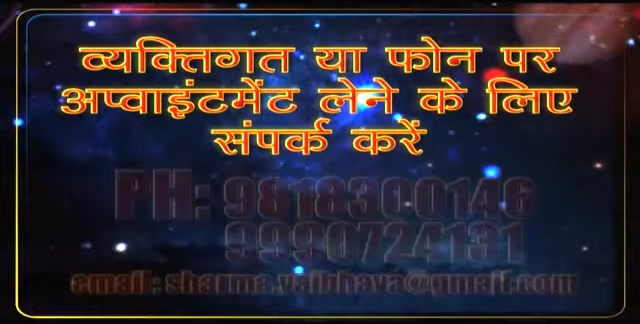 व्यक्तिगत या फोन पर
अप्वाइंटमेंट लेने के लिए
संपर्क करें
PH: 9818300146
9990724131
email : sharma.vaibhava@gmail.com